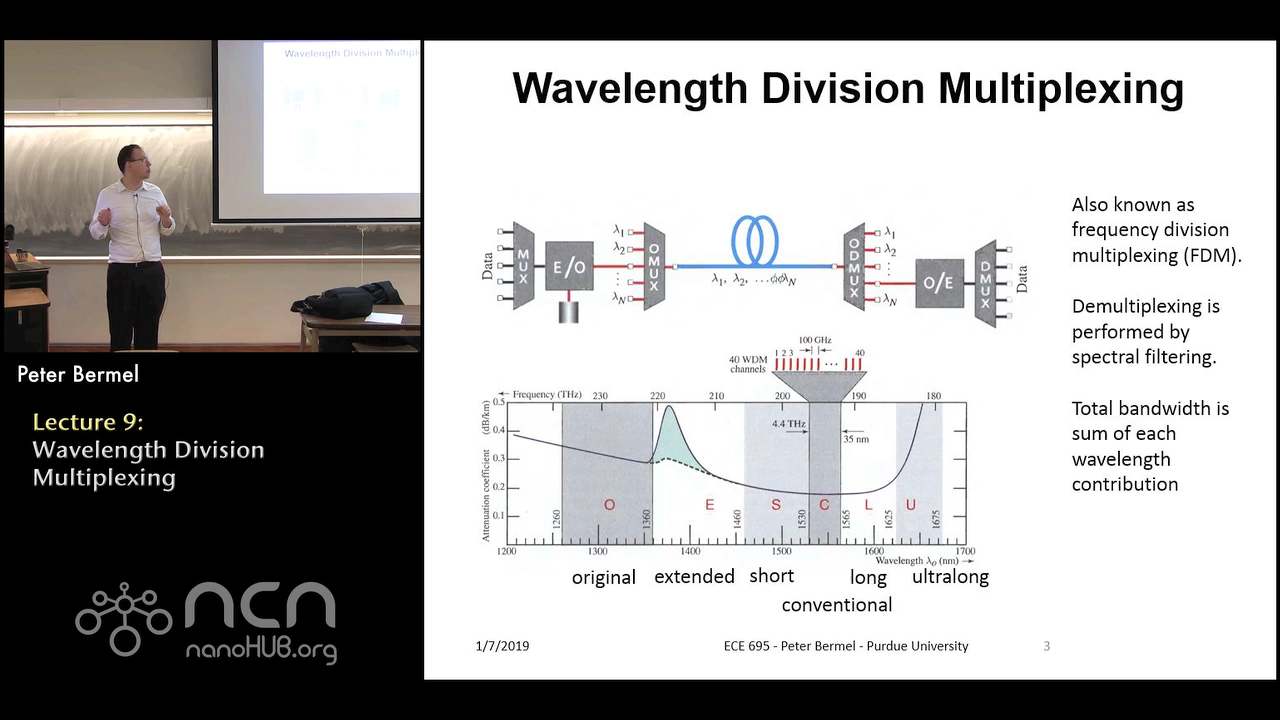 Wavelength Division Multipl
Peter Bermel
Lecture 9:
Wavelength Division
Multiplexing
ncn
nanoHUB.org
Wavelength Division Multiplexing
Data
MUX
E/O
λ1
λ2
⋮
λN
OMUX
λ1, λ2, ...ϕϕλN
ODMUX
λ1
λ2
⋮
λN
O/E
DMUX
Data
Also known as
frequency division
multiplexing (FDM).
Demultiplexing is
performed by
spectral filtering.
Total bandwidth is
sum of each
wavelength
contribution
100 GHz
1 2 3 ... 40
40 WDM
channels
← Frequency (THz) 230 220 210 200 190 180
Attenuation coefficient (dB/km)
0.5
0.4
0.3
0.2
0.1
4.4 THz
35 nm
O E S C L U
1260 1360 1460 1530 1565 1625 1675
1200 1300 1400 1500 1600 1700
Wavelength λo (nm) →
original extended short long ultralong
conventional
1/7/2019 ECE 695 - Peter Bermel - Purdue University 3